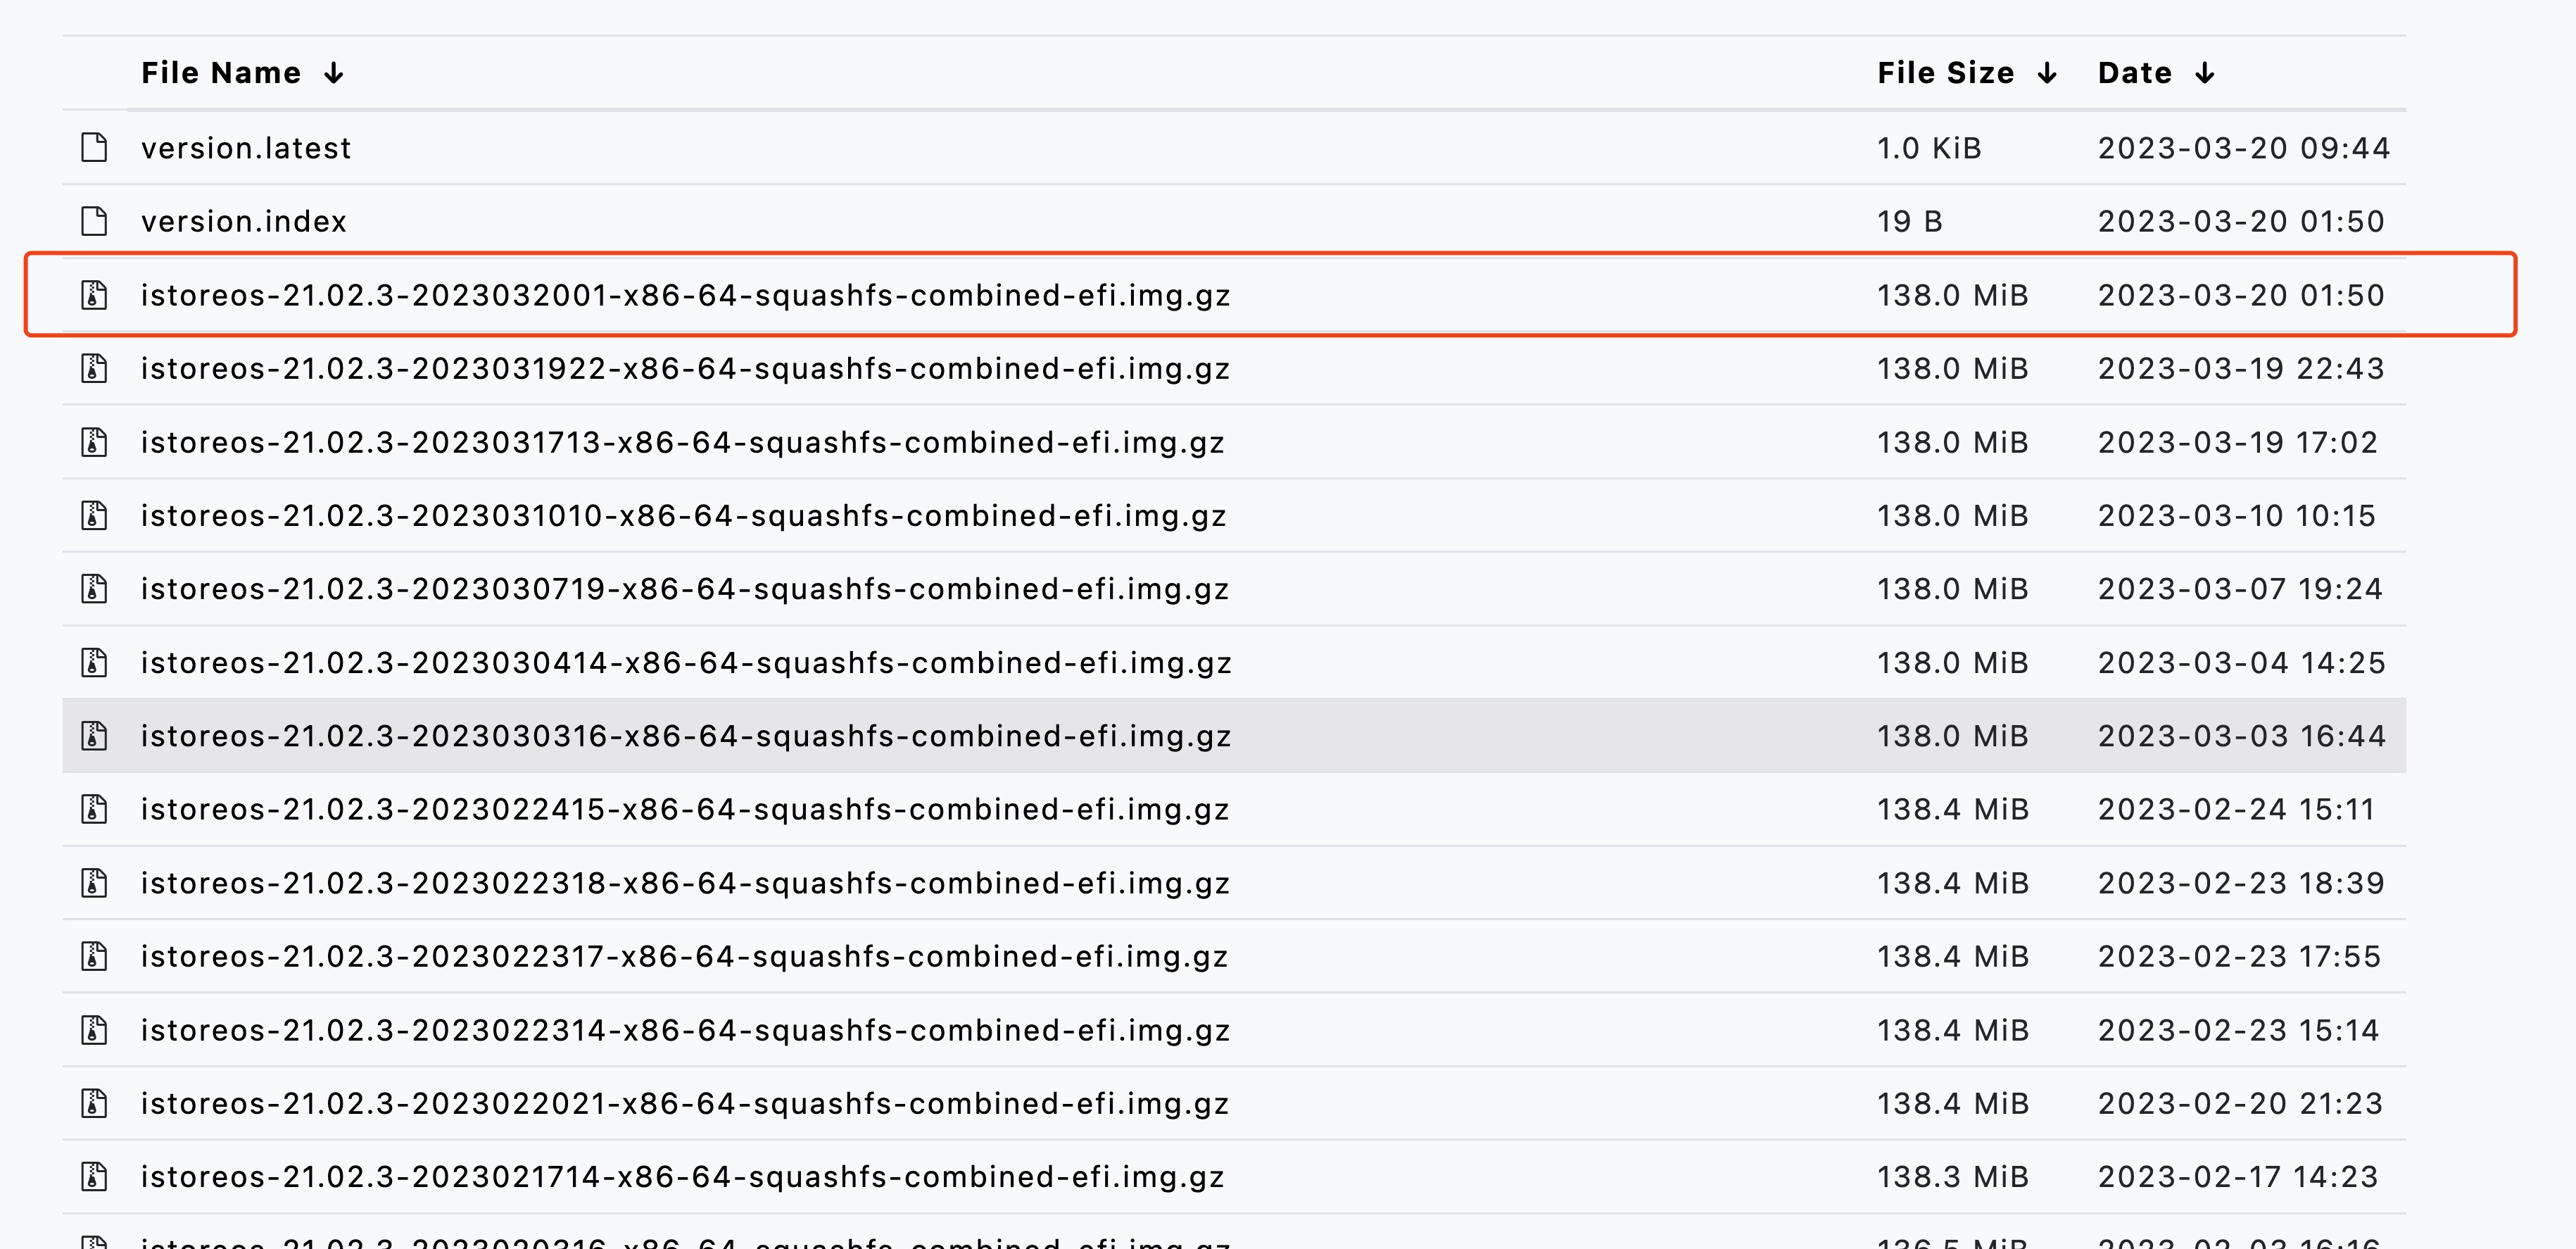 File Name ↓ File Size ↓ Date ↓
version.latest 1.0 KiB 2023-03-20 09:44
version.index 19 B 2023-03-20 01:50
istoreos-21.02.3-2023032001-x86-64-squashfs-combined-efi.img.gz 138.0 MiB 2023-03-20 01:50
istoreos-21.02.3-2023031922-x86-64-squashfs-combined-efi.img.gz 138.0 MiB 2023-03-19 22:43
istoreos-21.02.3-2023031713-x86-64-squashfs-combined-efi.img.gz 138.0 MiB 2023-03-19 17:02
istoreos-21.02.3-2023031010-x86-64-squashfs-combined-efi.img.gz 138.0 MiB 2023-03-10 10:15
istoreos-21.02.3-2023030719-x86-64-squashfs-combined-efi.img.gz 138.0 MiB 2023-03-07 19:24
istoreos-21.02.3-2023030414-x86-64-squashfs-combined-efi.img.gz 138.0 MiB 2023-03-04 14:25
istoreos-21.02.3-2023030316-x86-64-squashfs-combined-efi.img.gz 138.0 MiB 2023-03-03 16:44
istoreos-21.02.3-2023022415-x86-64-squashfs-combined-efi.img.gz 138.4 MiB 2023-02-24 15:11
istoreos-21.02.3-2023022318-x86-64-squashfs-combined-efi.img.gz 138.4 MiB 2023-02-23 18:39
istoreos-21.02.3-2023022317-x86-64-squashfs-combined-efi.img.gz 138.4 MiB 2023-02-23 17:55
istoreos-21.02.3-2023022314-x86-64-squashfs-combined-efi.img.gz 138.4 MiB 2023-02-23 15:14
istoreos-21.02.3-2023022021-x86-64-squashfs-combined-efi.img.gz 138.4 MiB 2023-02-20 21:23
istoreos-21.02.3-2023021714-x86-64-squashfs-combined-efi.img.gz 138.3 MiB 2023-02-17 14:23